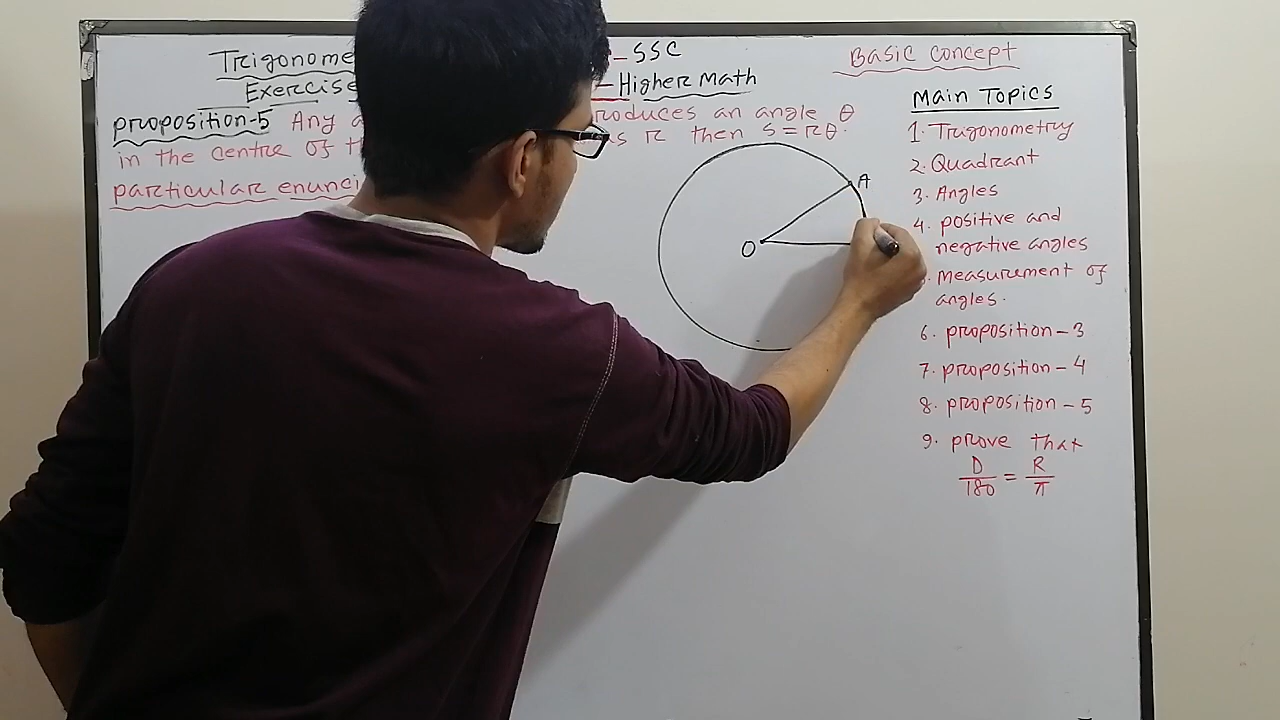 Trigonome - SSC
Exercise - Higher Math
Basic Concept
proposition-5 Any a roduces an angle θ
in the centre of th s R then S = Rθ.
particular enunci
A
O
Main Topics
1. Trigonometry
2. Quadrant
3. Angles
4. positive and
negative angles
. Measurement of
angles.
6. proposition - 3
7. proposition - 4
8. proposition - 5
9. prove that
D/180 = R/π